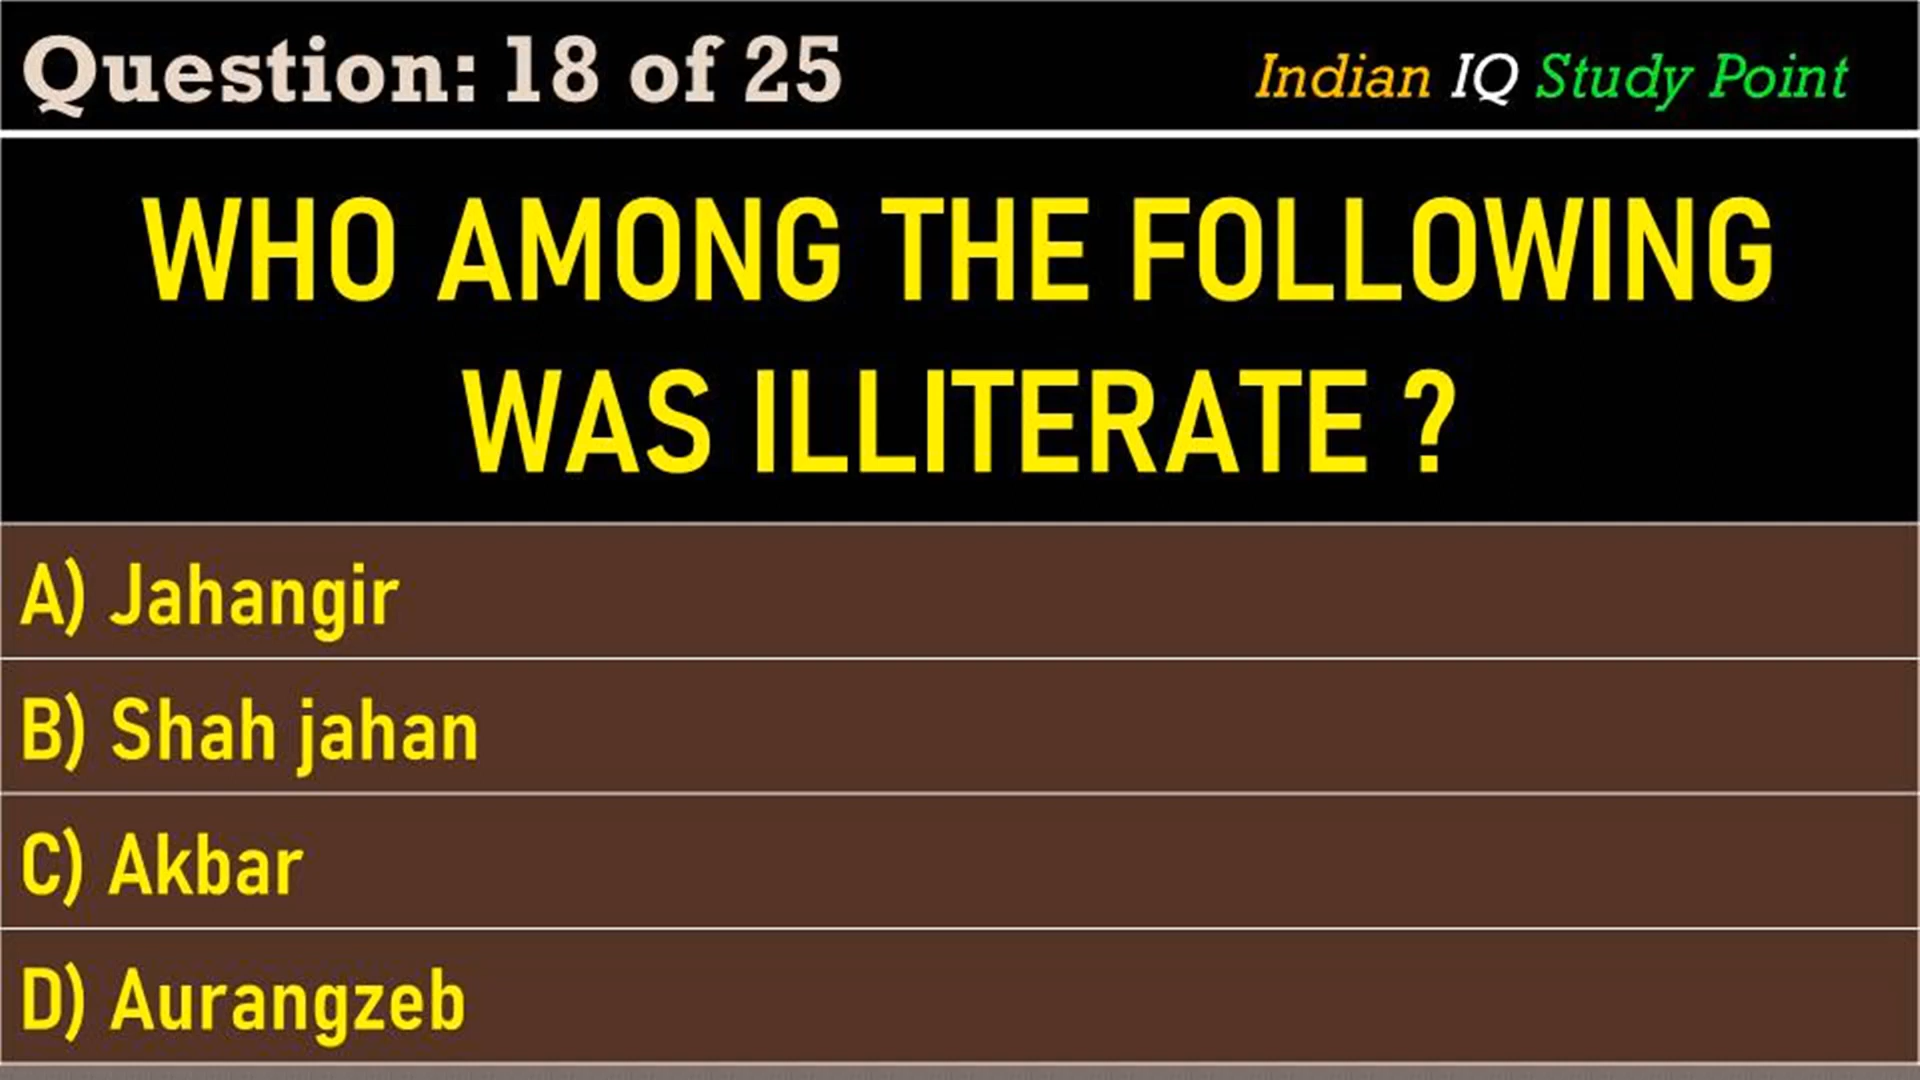 Question: 18 of 25
Indian IQ Study Point
WHO AMONG THE FOLLOWING
WAS ILLITERATE ?
A) Jahangir
B) Shah jahan
C) Akbar
D) Aurangzeb